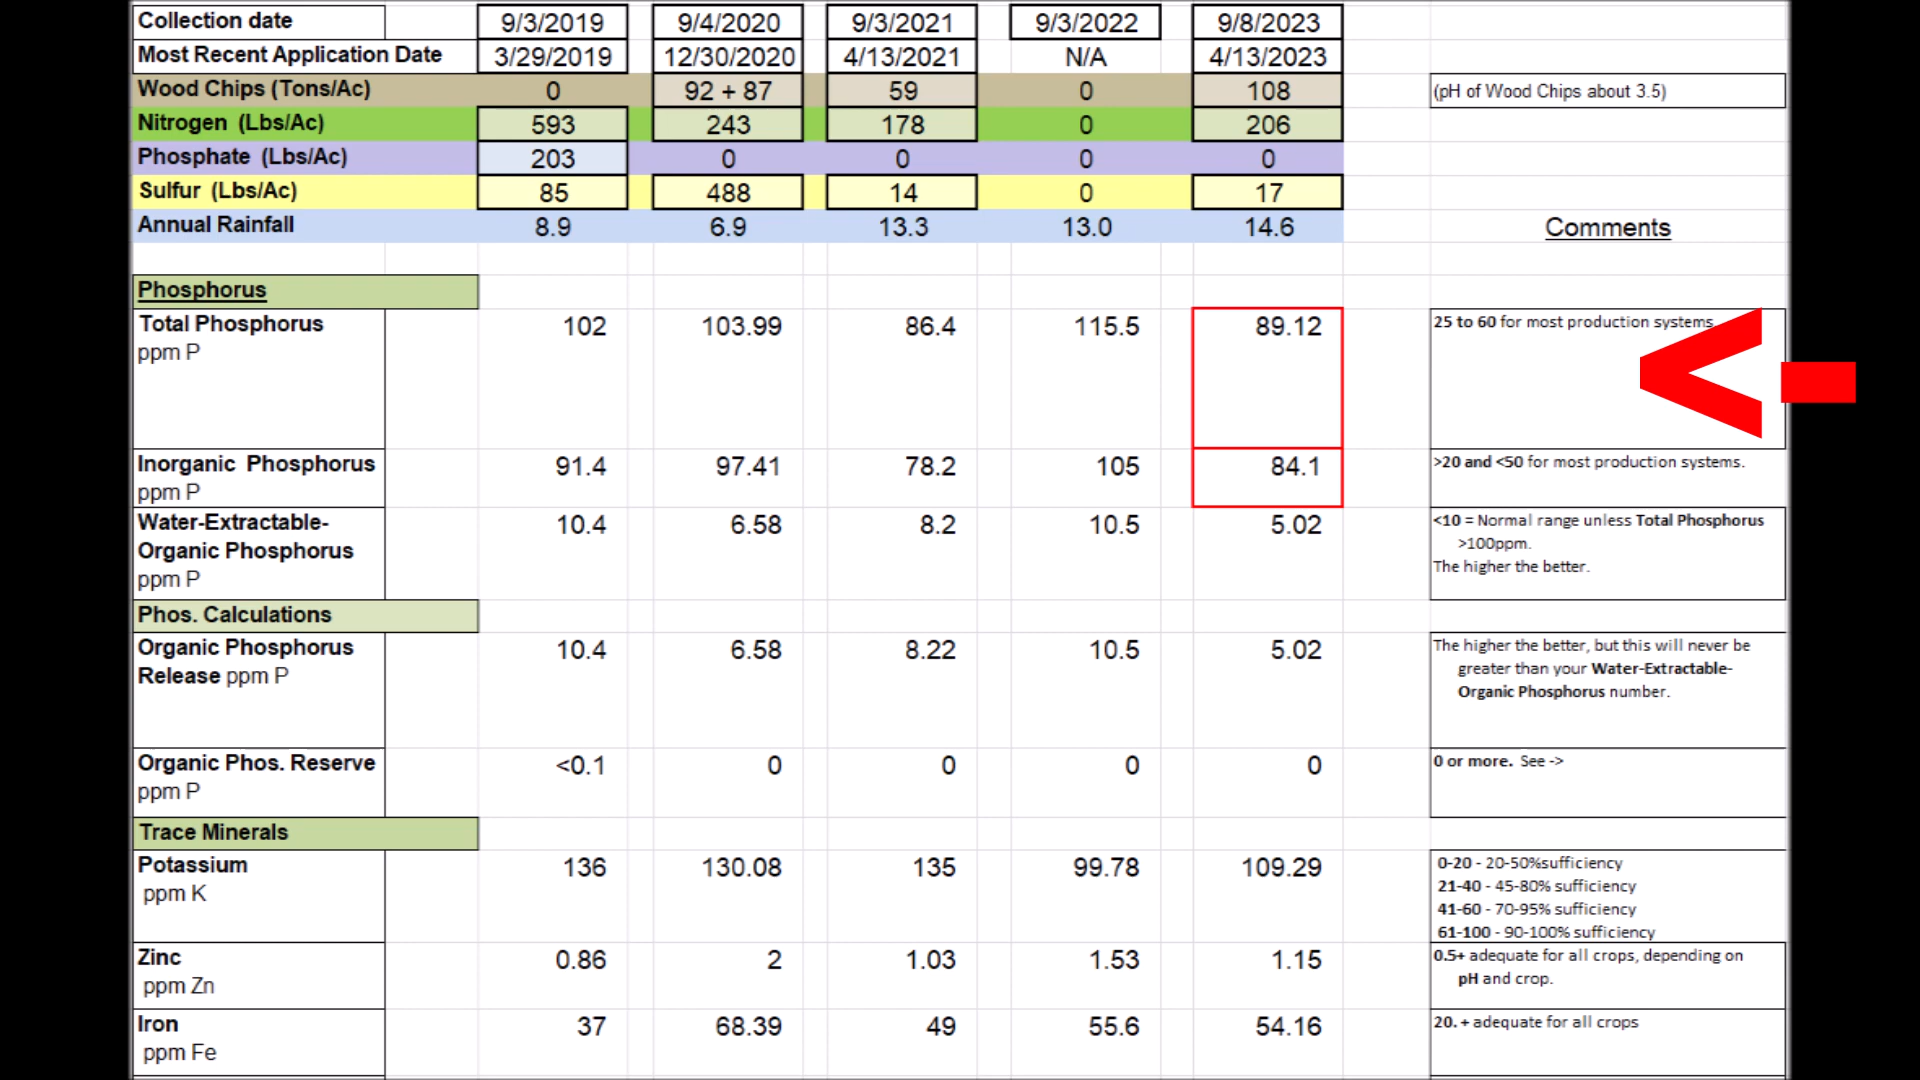 Collection date 9/3/2019 9/4/2020 9/3/2021 9/3/2022 9/8/2023
Most Recent Application Date 3/29/2019 12/30/2020 4/13/2021 N/A 4/13/2023
Wood Chips (Tons/Ac) 0 92 + 87 59 0 108 (pH of Wood Chips about 3.5)
Nitrogen (Lbs/Ac) 593 243 178 0 206
Phosphate (Lbs/Ac) 203 0 0 0 0
Sulfur (Lbs/Ac) 85 488 14 0 17
Annual Rainfall 8.9 6.9 13.3 13.0 14.6 Comments
Phosphorus
Total Phosphorus 102 103.99 86.4 115.5 89.12 25 to 60 for most production systems
ppm P
Inorganic Phosphorus 91.4 97.41 78.2 105 84.1 >20 and <50 for most production systems.
ppm P
Water-Extractable- 10.4 6.58 8.2 10.5 5.02 <10 = Normal range unless Total Phosphorus
Organic Phosphorus >100ppm.
ppm P The higher the better.
Phos. Calculations
Organic Phosphorus 10.4 6.58 8.22 10.5 5.02 The higher the better, but this will never be
Release ppm P greater than your Water-Extractable-
Organic Phosphorus number.
Organic Phos. Reserve <0.1 0 0 0 0 0 or more. See ->
ppm P
Trace Minerals
Potassium 136 130.08 135 99.78 109.29 0-20 - 20-50%sufficiency
ppm K 21-40 - 45-80% sufficiency
41-60 - 70-95% sufficiency
61-100 - 90-100% sufficiency
Zinc 0.86 2 1.03 1.53 1.15 0.5+ adequate for all crops, depending on
ppm Zn pH and crop.
Iron 37 68.39 49 55.6 54.16 20. + adequate for all crops
ppm Fe